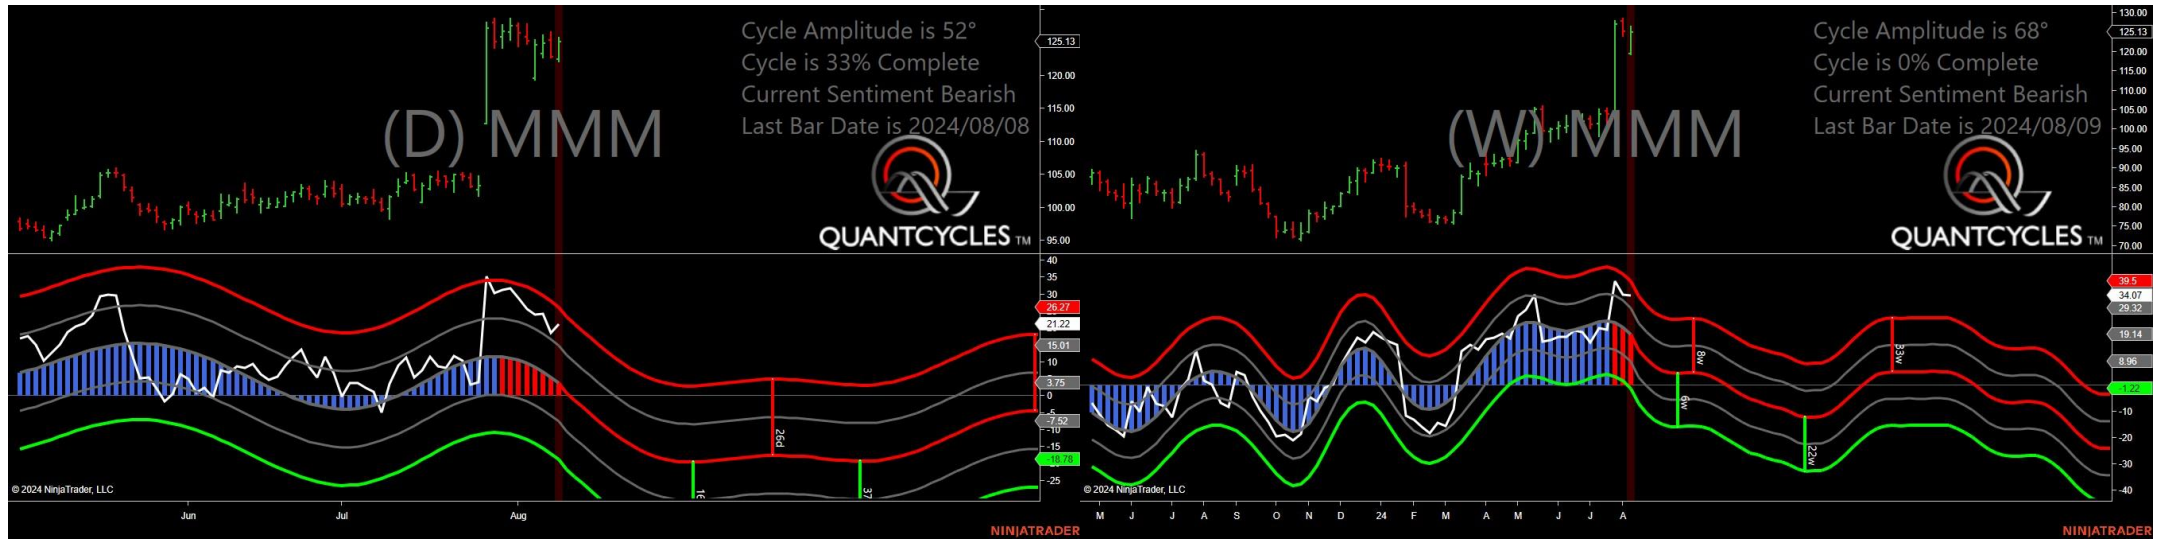 Cycle Amplitude is 52°
Cycle is 33% Complete
Current Sentiment Bearish
Last Bar Date is 2024/08/08
(D) MMM
QUANTCYCLES TM
125.13
120.00
115.00
110.00
105.00
100.00
95.00
40
35
30
26.27
21.22
15.01
10
3.75
0
-5
-7.52
-10
-15
-18.78
-25
26d
37
© 2024 NinjaTrader, LLC
Jun
Jul
Aug
NINJATRADER
Cycle Amplitude is 68°
Cycle is 0% Complete
Current Sentiment Bearish
Last Bar Date is 2024/08/09
(W) MMM
QUANTCYCLES TM
130.00
125.13
120.00
115.00
110.00
105.00
100.00
95.00
90.00
85.00
80.00
75.00
70.00
39.5
34.07
29.32
19.14
8.96
-1.22
-10
-20
-30
-40
8w
6w
22w
33w
© 2024 NinjaTrader, LLC
M J J A S O N D 24 F M A M J J A
NINJATRADER